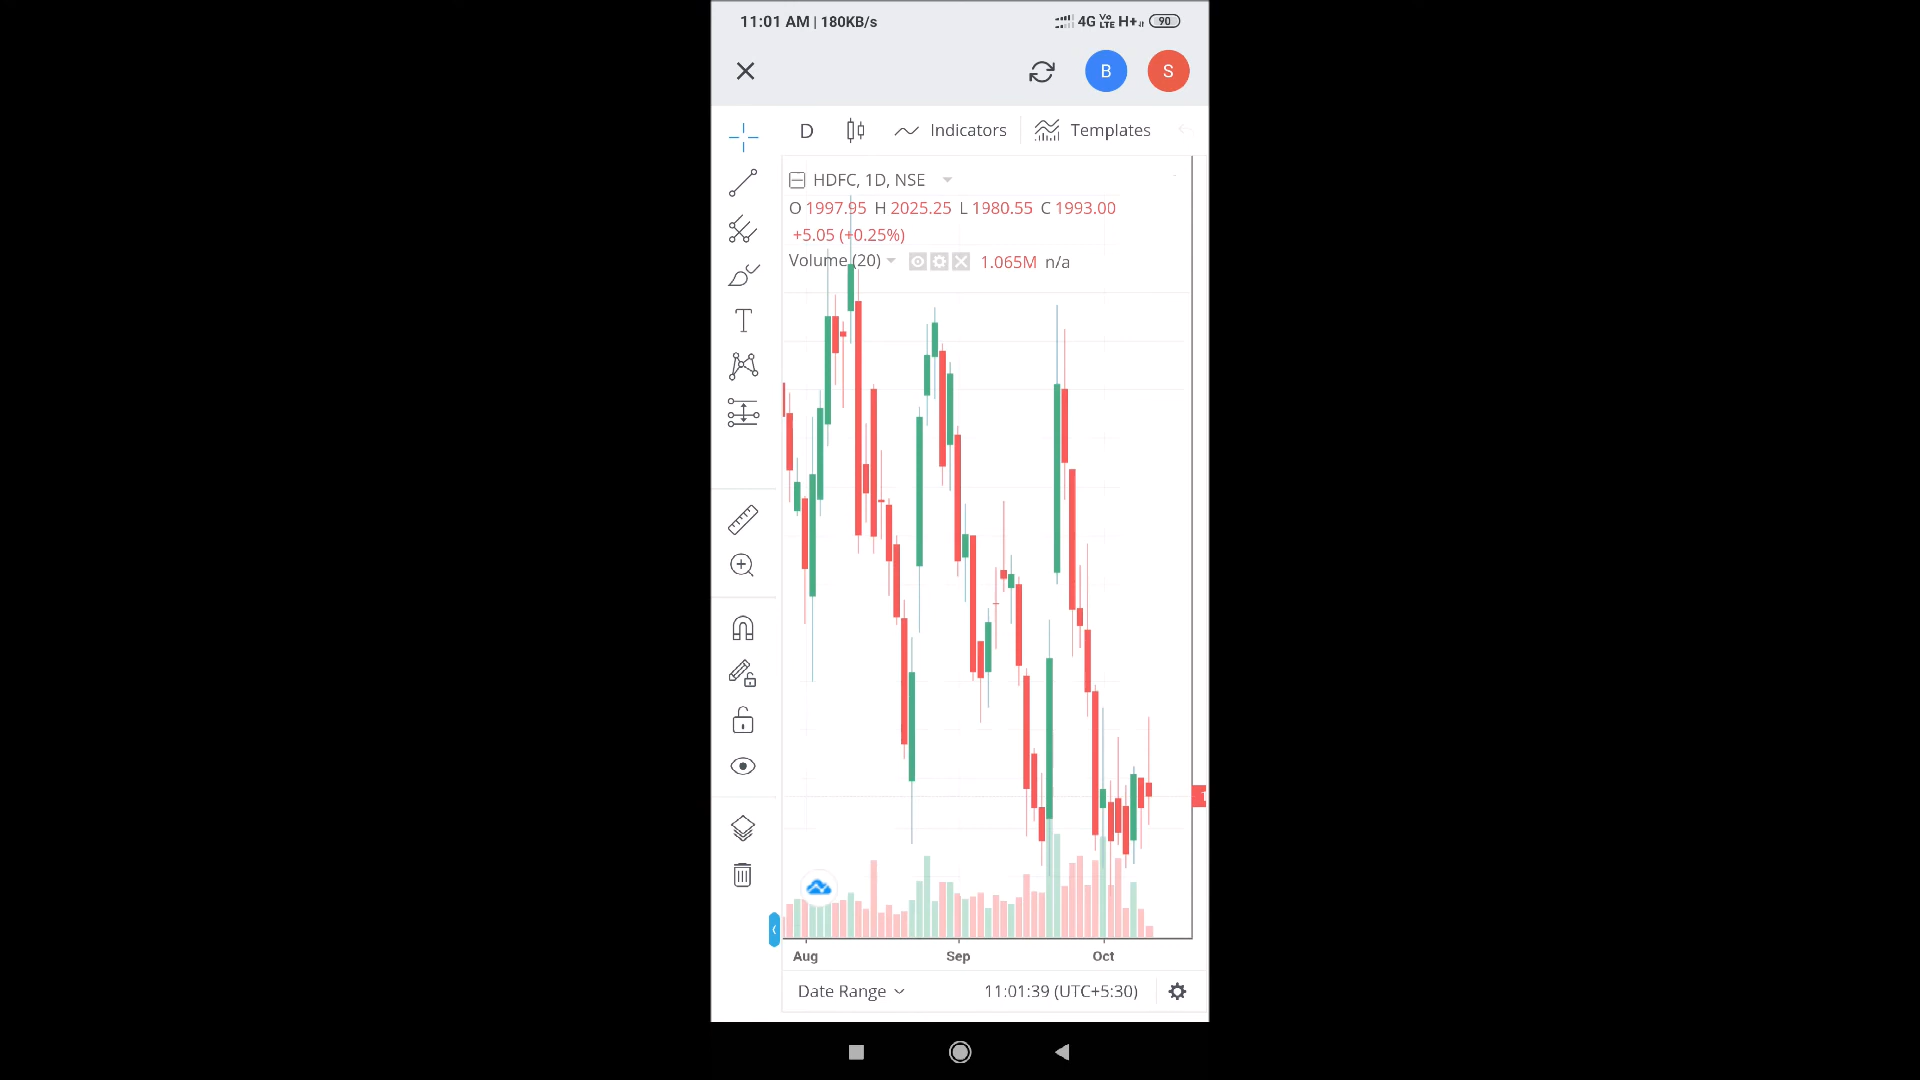 11:01 AM | 180KB/s 4G Vo LTE H+ 90
B S
D Indicators Templates
HDFC, 1D, NSE
O 1997.95 H 2025.25 L 1980.55 C 1993.00
+5.05 (+0.25%)
Volume (20) 1.065M n/a
T
Aug Sep Oct
Date Range 11:01:39 (UTC+5:30)